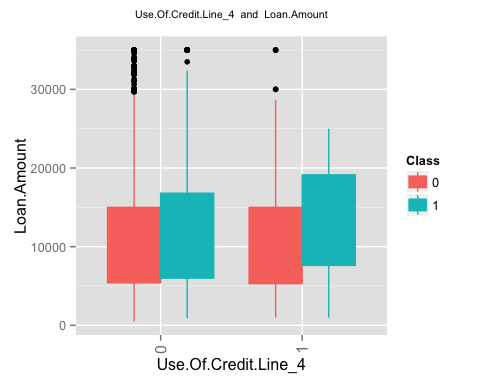 Use.Of.Credit.Line_4 and Loan.Amount
Loan.Amount
30000
20000
10000
0
0
1
Use.Of.Credit.Line_4
Class
0
1